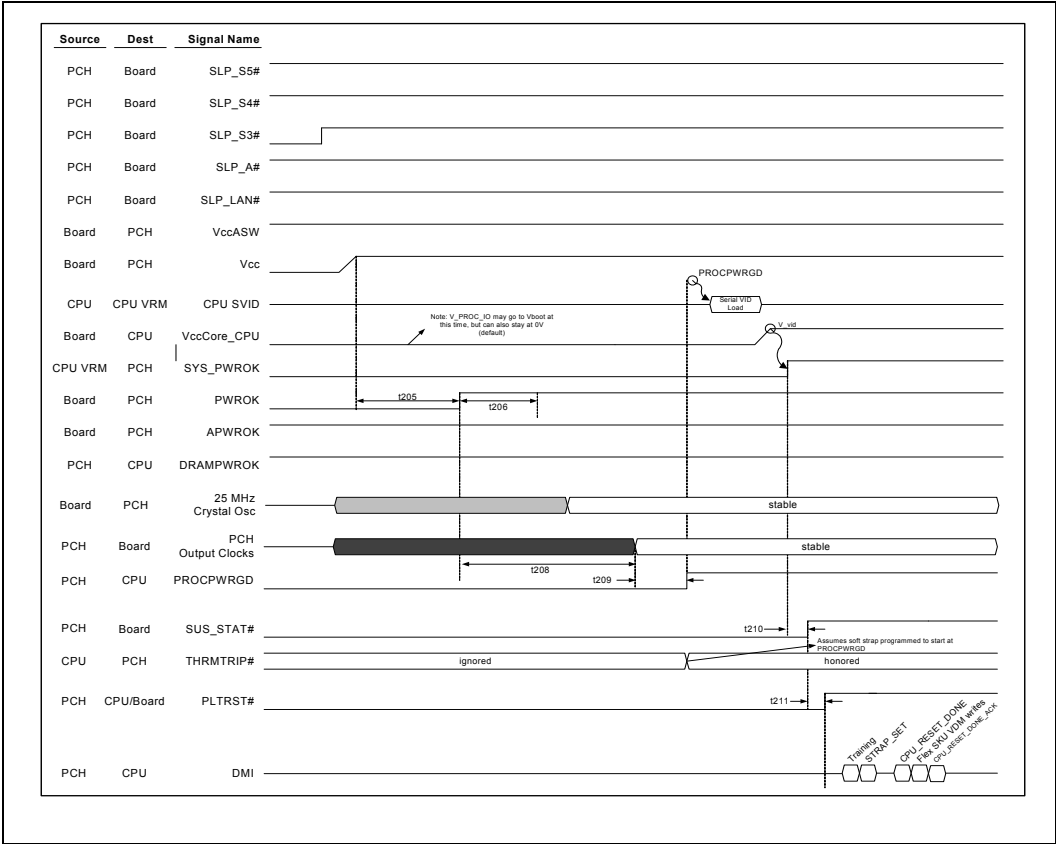 Source Dest Signal Name
PCH Board SLP_S5#
PCH Board SLP_S4#
PCH Board SLP_S3#
PCH Board SLP_A#
PCH Board SLP_LAN#
Board PCH VccASW
Board PCH Vcc
PROCPWRGD
CPU CPU VRM CPU SVID
Serial VID
Load
Note: V_PROC_IO may go to Vboot at
this time, but can also stay at 0V
(default)
Board CPU VccCore_CPU
V_vid
CPU VRM PCH SYS_PWROK
Board PCH PWROK
t205
t206
Board PCH APWROK
PCH CPU DRAMPWROK
Board PCH 25 MHz
Crystal Osc
stable
PCH Board PCH
Output Clocks
stable
t208
t209
PCH CPU PROCPWRGD
PCH Board SUS_STAT#
t210
Assumes soft strap programmed to start at
PROCPWRGD
CPU PCH THRMTRIP#
ignored
honored
PCH CPU/Board PLTRST#
t211
Training
STRAP_SET
CPU_RESET_DONE
Flex SKU VDM writes
CPU_RESET_DONE_ACK
PCH CPU DMI